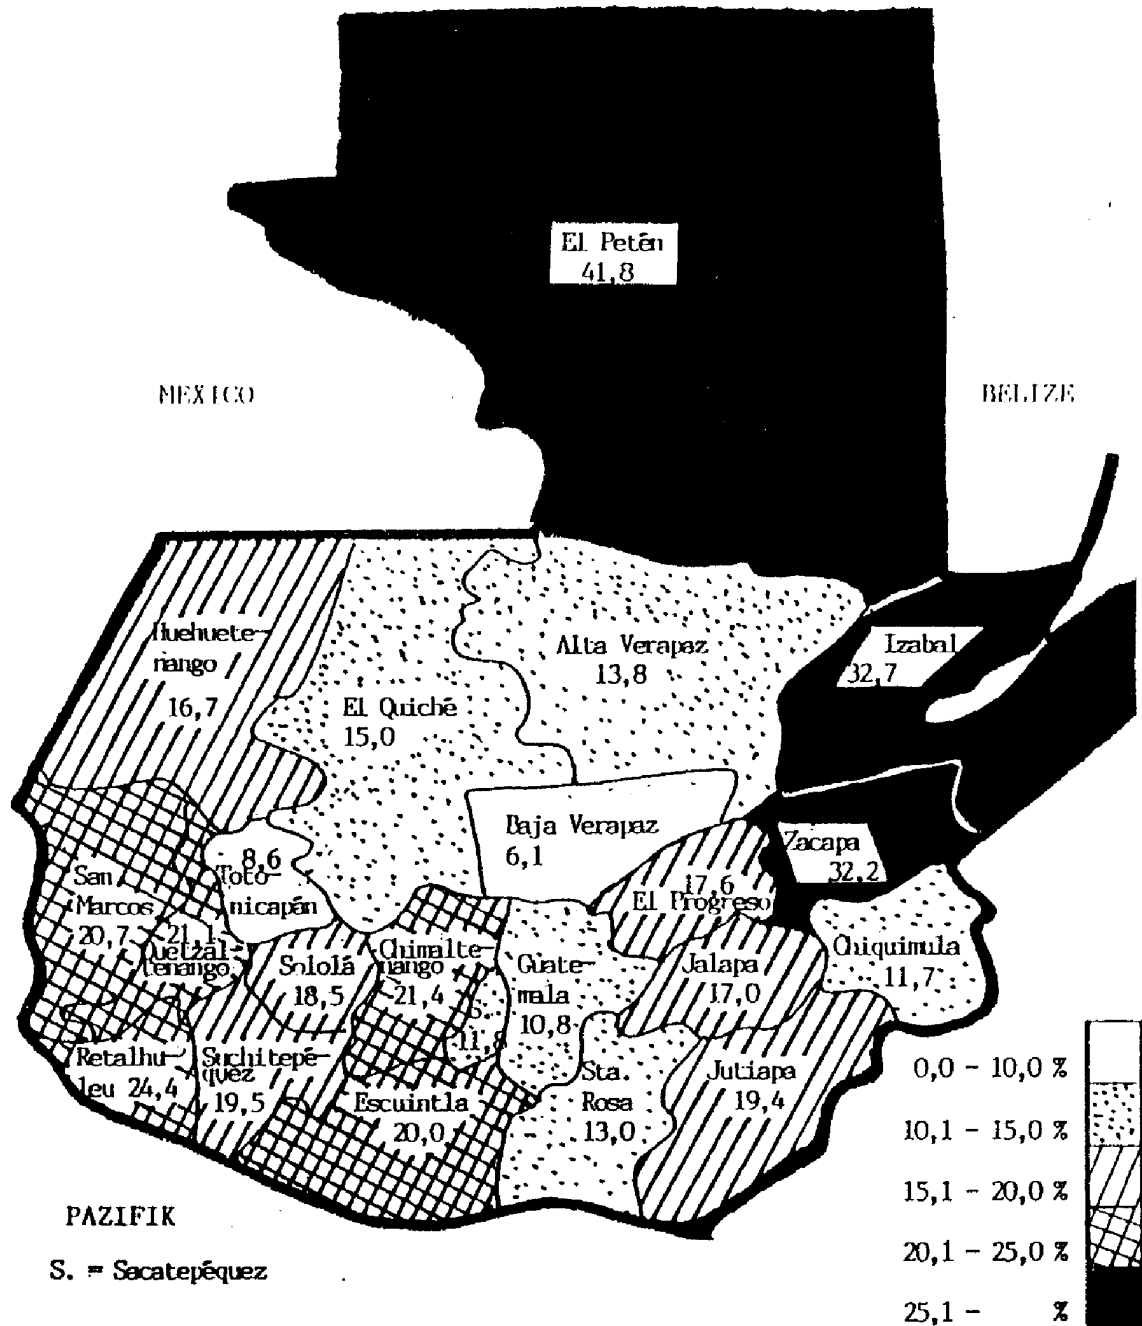 El Petén
41,8
MEXICO
BELIZE
Huehuete-
nango
16,7
El Quiché
15,0
Alta Verapaz
13,8
Izabal
32,7
Baja Verapaz
6,1
Zacapa
32,2
8,6
Toto-
nicapán
San
Marcos
20,7
21,1
Quetzal-
tenango
Sololá
18,5
Chimalte-
nango
21,4
Guate-
mala
10,8
17,6
El Progreso
Jalapa
17,0
Chiquimula
11,7
S.
11,8
Retalhu-
leu 24,4
Suchitepé-
quez
19,5
Escuintla
20,0
Sta.
Rosa
13,0
Jutiapa
19,4
0,0 - 10,0 %
10,1 - 15,0 %
15,1 - 20,0 %
20,1 - 25,0 %
25,1 - %
PAZIFIK
S. = Sacatepéquez